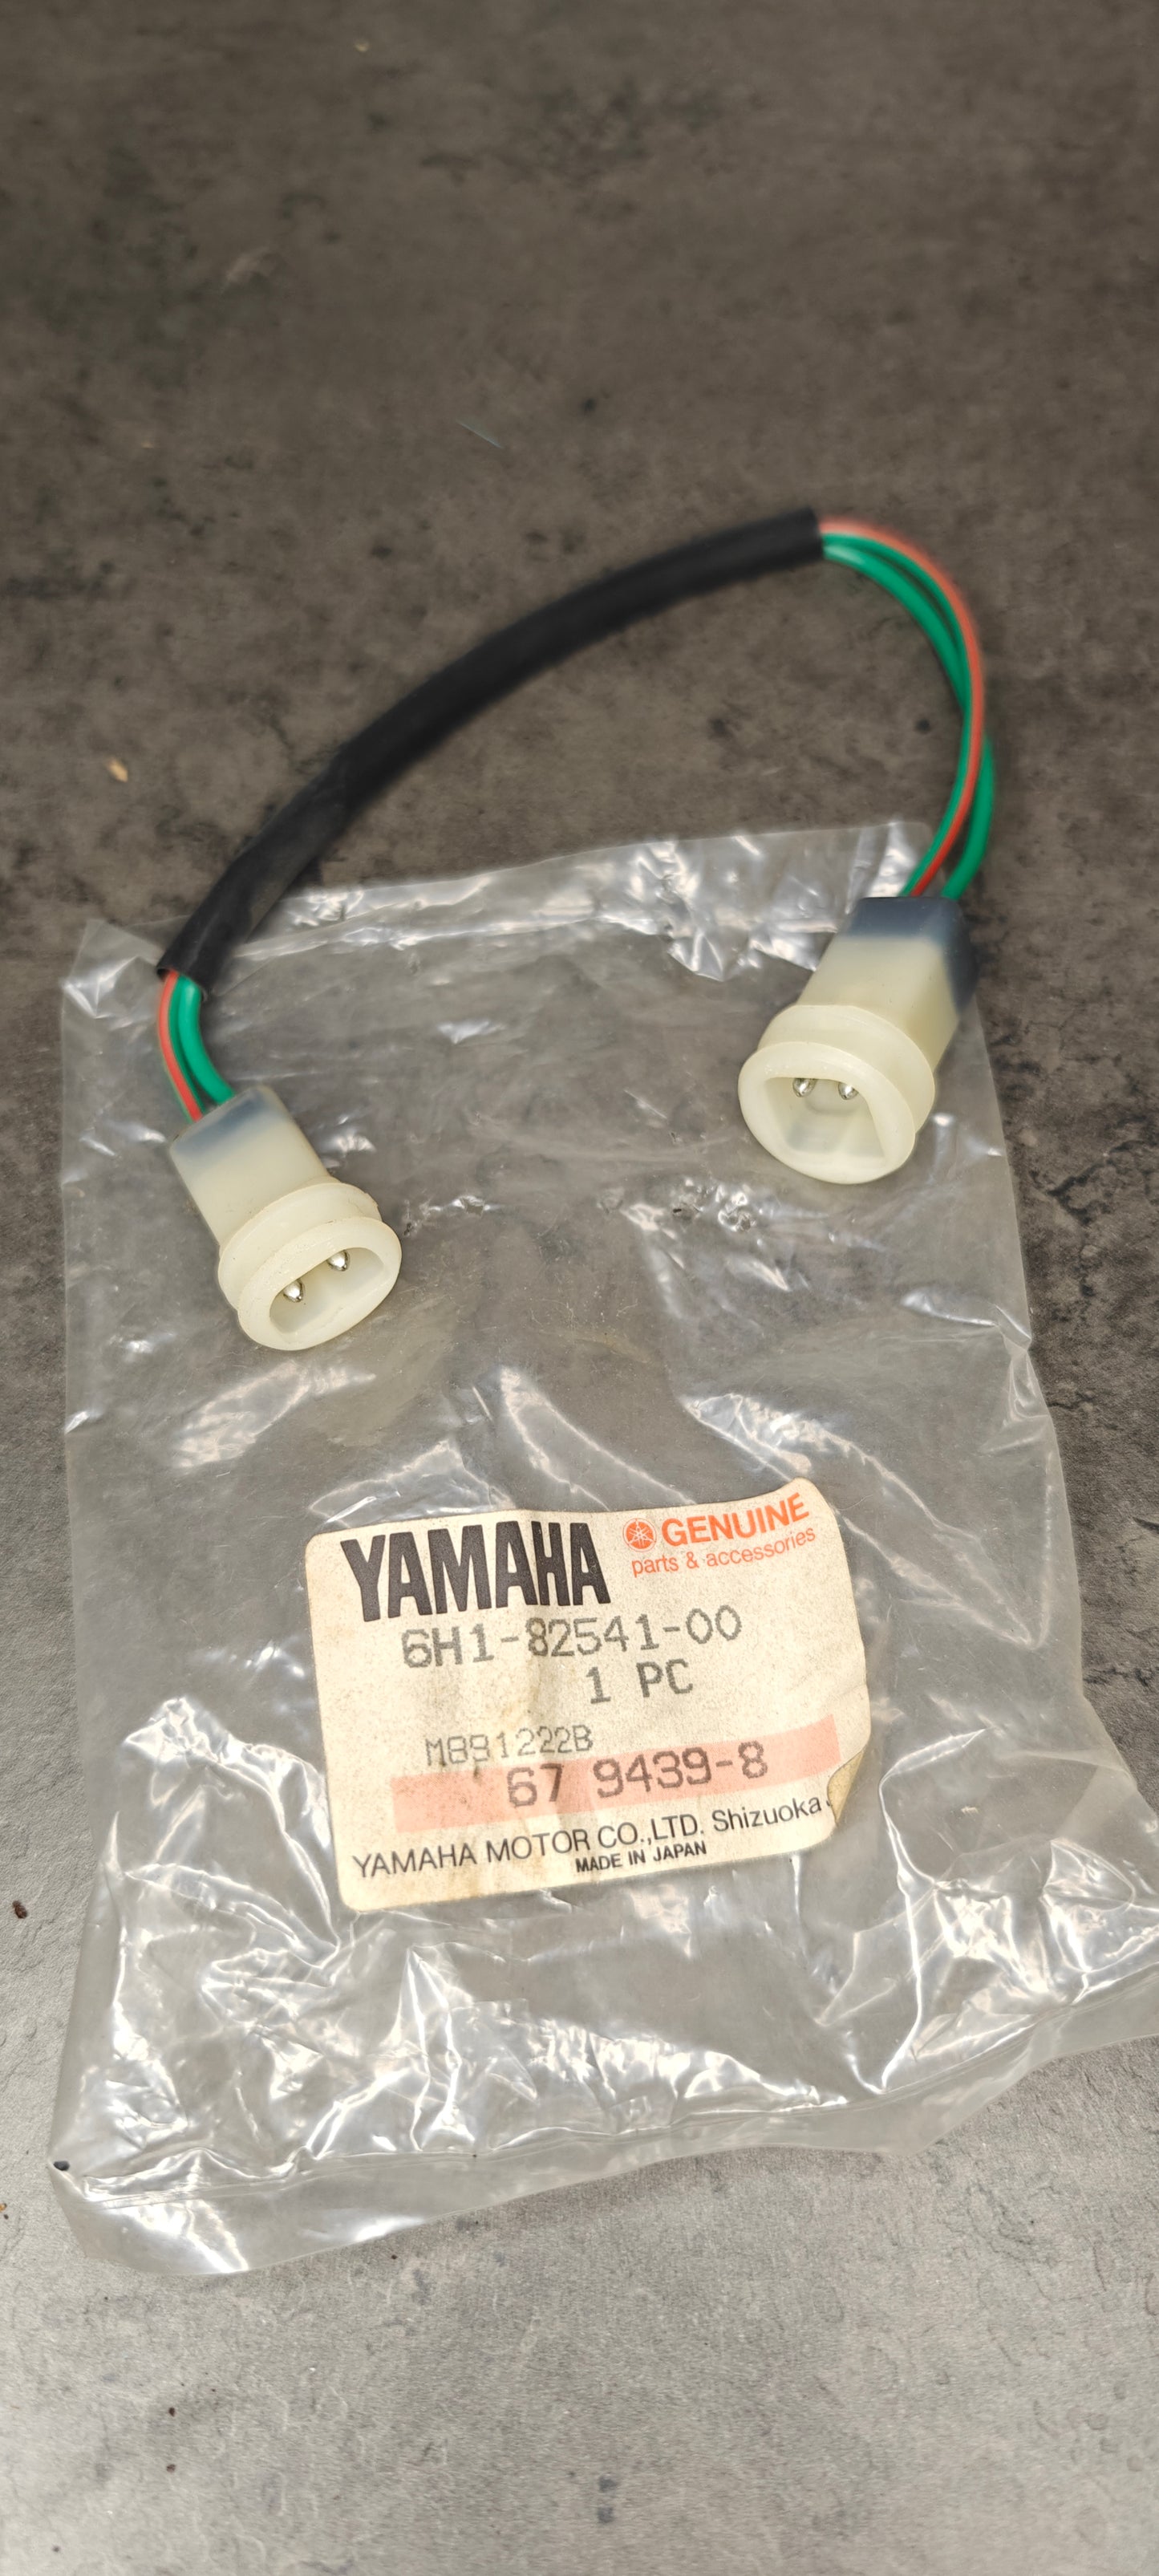 YAMAHA
GENUINE
parts & accessories
6H1-82541-00
1 PC
M891222B
67 9439-8
YAMAHA MOTOR CO.,LTD. Shizuoka
MADE IN JAPAN